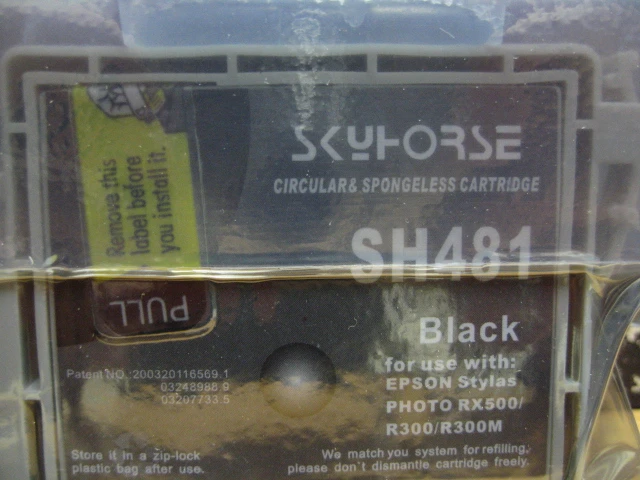 SKYHORSE
CIRCULAR& SPONGELESS CARTRIDGE
Remove this
label before
you install it.
SH481
PULL
Black
for use with:
EPSON Stylas
PHOTO RX500/
R300/R300M
Patent NO.:200320116569.1
03248988.9
03207733.5
Store it in a zip-lock
plastic bag after use.
We match you system for refilling,
please don't dismantle cartridge freely.